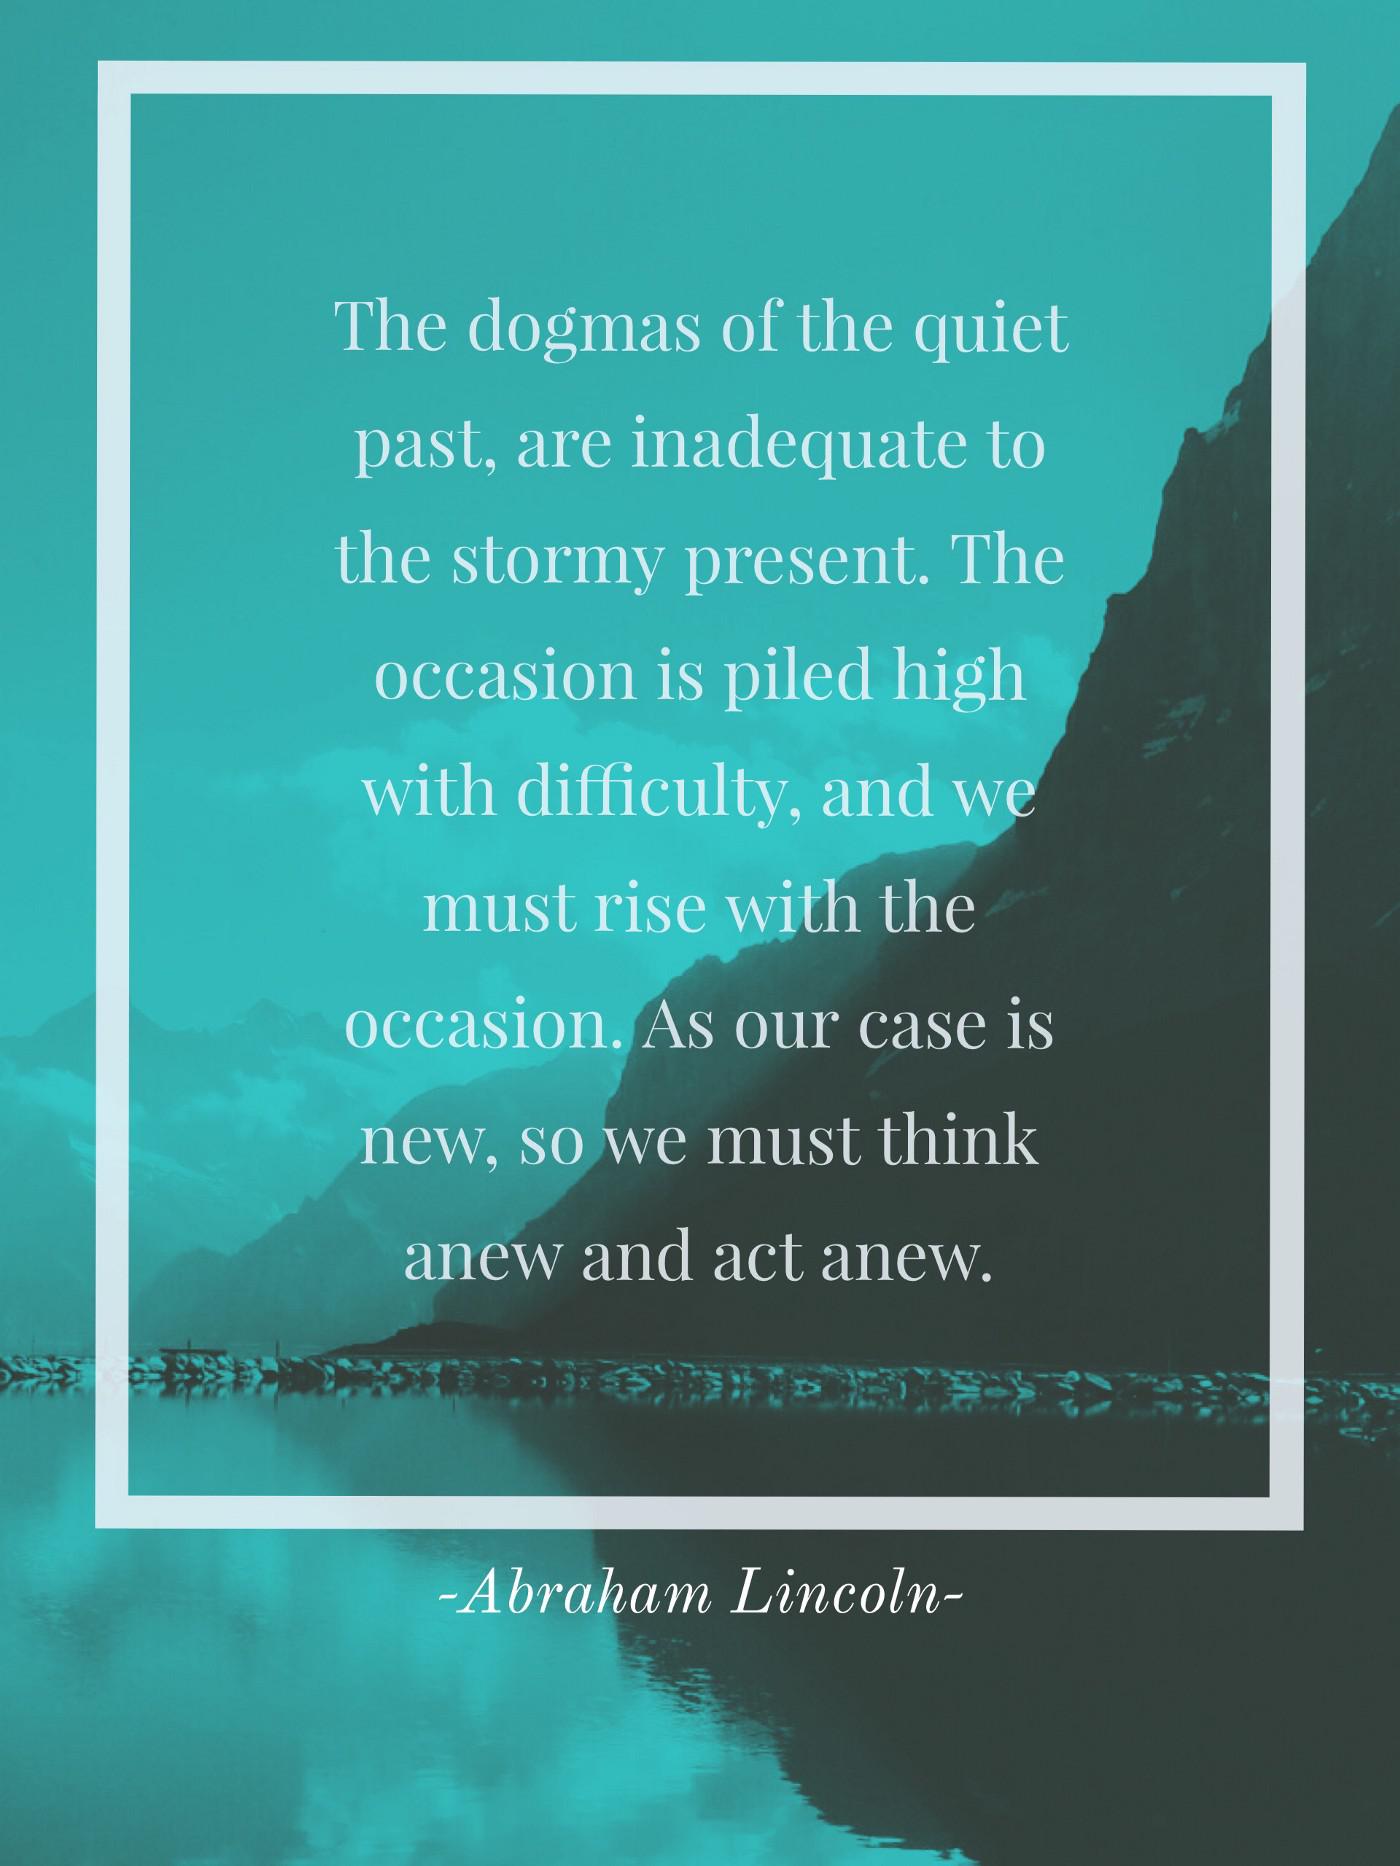 The dogmas of the quiet
past, are inadequate to
the stormy present. The
occasion is piled high
with difficulty, and we
must rise with the
occasion. As our case is
new, so we must think
anew and act anew.
-Abraham Lincoln-